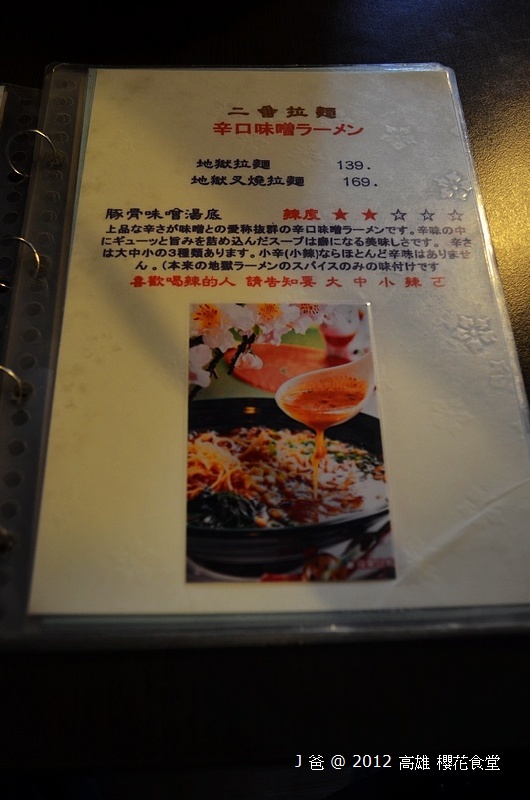 二番拉麵
辛口味噌ラーメン
地獄拉麵 139.
地獄叉燒拉麵 169.
豚骨味噌湯底 辣度 ★ ★ ☆ ☆ ☆
上品な辛さが味噌との愛称抜群の辛口味噌ラーメンです。辛味の中
にギューッと旨みを詰め込んだスープは癖になる美味しさです。 辛さ
は大中小の3種類あります。小辛(小辣)ならほとんど辛味はありませ
ん 。(本来の地獄ラーメンのスパイスのみの味付けです
喜歡喝辣的人 請告知要 大 中 小 辣 ℧
J 爸 @ 2012 高雄 櫻花食堂